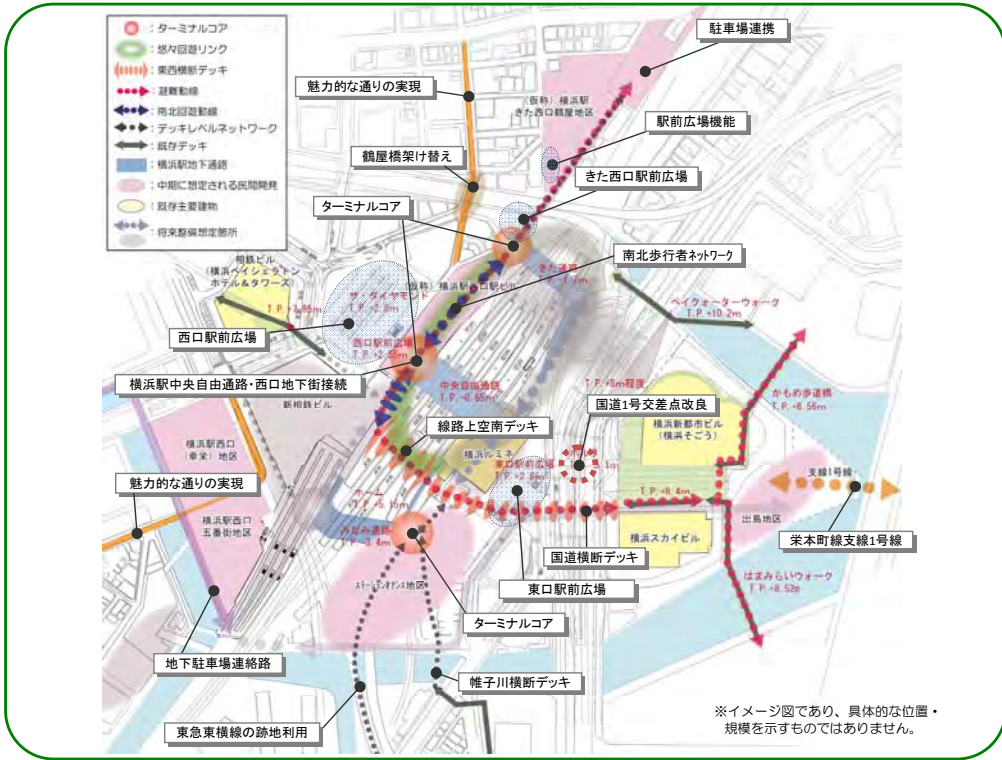 :ターミナルコア
:悠々回遊リンク
:東西横断デッキ
:避難動線
:南北回遊動線
:デッキレベルネットワーク
:既存デッキ
:横浜駅地下通路
:中期に想定される民間開発
:既存主要建物
:将来整備想定箇所
駐車場連携
魅力的な通りの実現
(仮称)横浜駅
きた西口鶴屋地区
駅前広場機能
鶴屋橋架け替え
きた西口駅前広場
ターミナルコア
南北歩行者ネットワーク
相鉄ビル
(横浜ベイシェラトン
ホテル&タワーズ)
きた通路
(仮称)横浜駅西口駅ビル
ザ・ダイヤモンド
ベイクォーターウォーク
T.P.+10.2m
西口駅前広場
西口駅前広場
横浜駅中央自由通路・西口地下街接続
中央自由通路
T.P.+8m程度
かもめ歩道橋
T.P.+8.56m
新相鉄ビル
国道1号交差点改良
線路上空南デッキ
横浜新都市ビル
(横浜そごう)
横浜ルミネ
東口駅前広場
横浜駅西口
(幸栄)地区
支線1号線
魅力的な通りの実現
ホーム
T.P.+8.4m
横浜駅西口
五番街地区
みなみ通路
出島地区
栄本町線支線1号線
横浜スカイビル
国道横断デッキ
はまみらいウォーク
T.P.+8.52m
ステーションオアシス地区
東口駅前広場
ターミナルコア
地下駐車場連絡路
帷子川横断デッキ
東急東横線の跡地利用
※イメージ図であり、具体的な位置・
規模を示すものではありません。